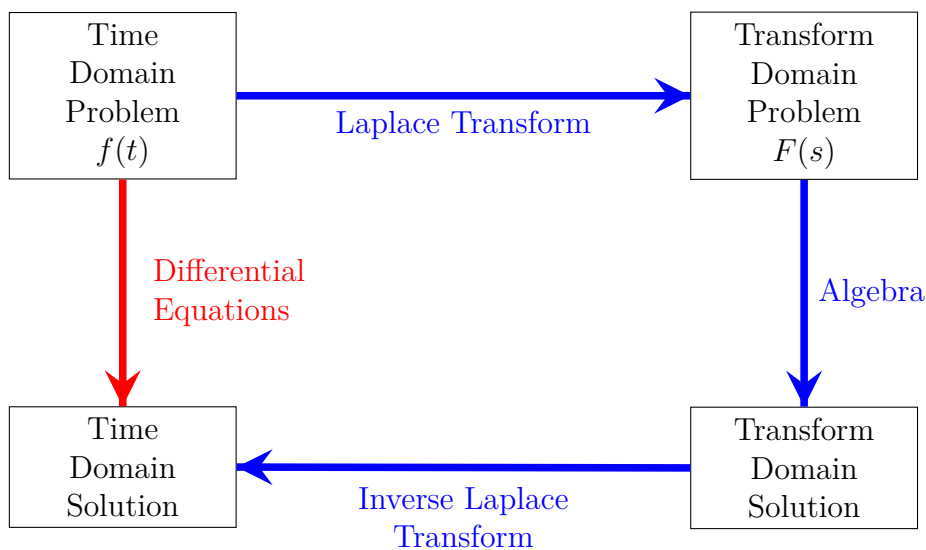 Time
Domain
Problem
f(t)
Laplace Transform
Transform
Domain
Problem
F(s)
Differential
Equations
Algebra
Time
Domain
Solution
Inverse Laplace
Transform
Transform
Domain
Solution